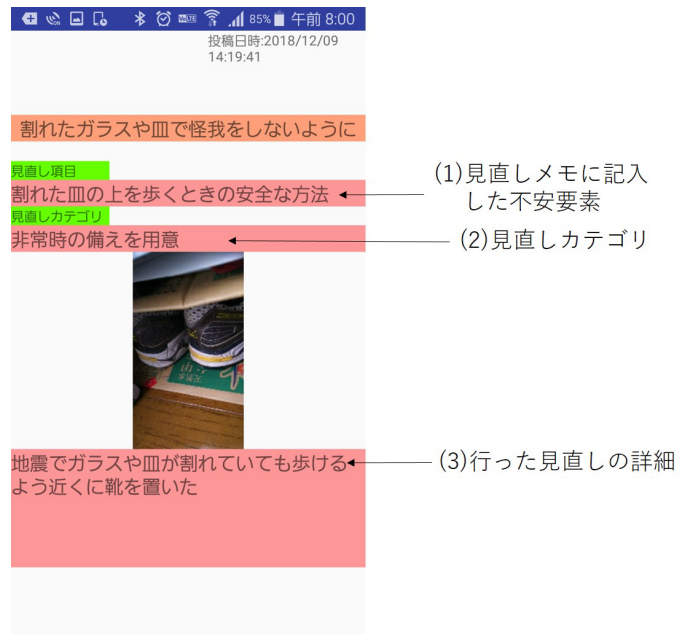 85% 午前 8:00
投稿日時:2018/12/09
14:19:41
割れたガラスや皿で怪我をしないように
見直し項目
割れた皿の上を歩くときの安全な方法
見直しカテゴリ
非常時の備えを用意
地震でガラスや皿が割れていても歩ける
よう近くに靴を置いた
(1)見直しメモに記入
した不安要素
(2)見直しカテゴリ
(3)行った見直しの詳細